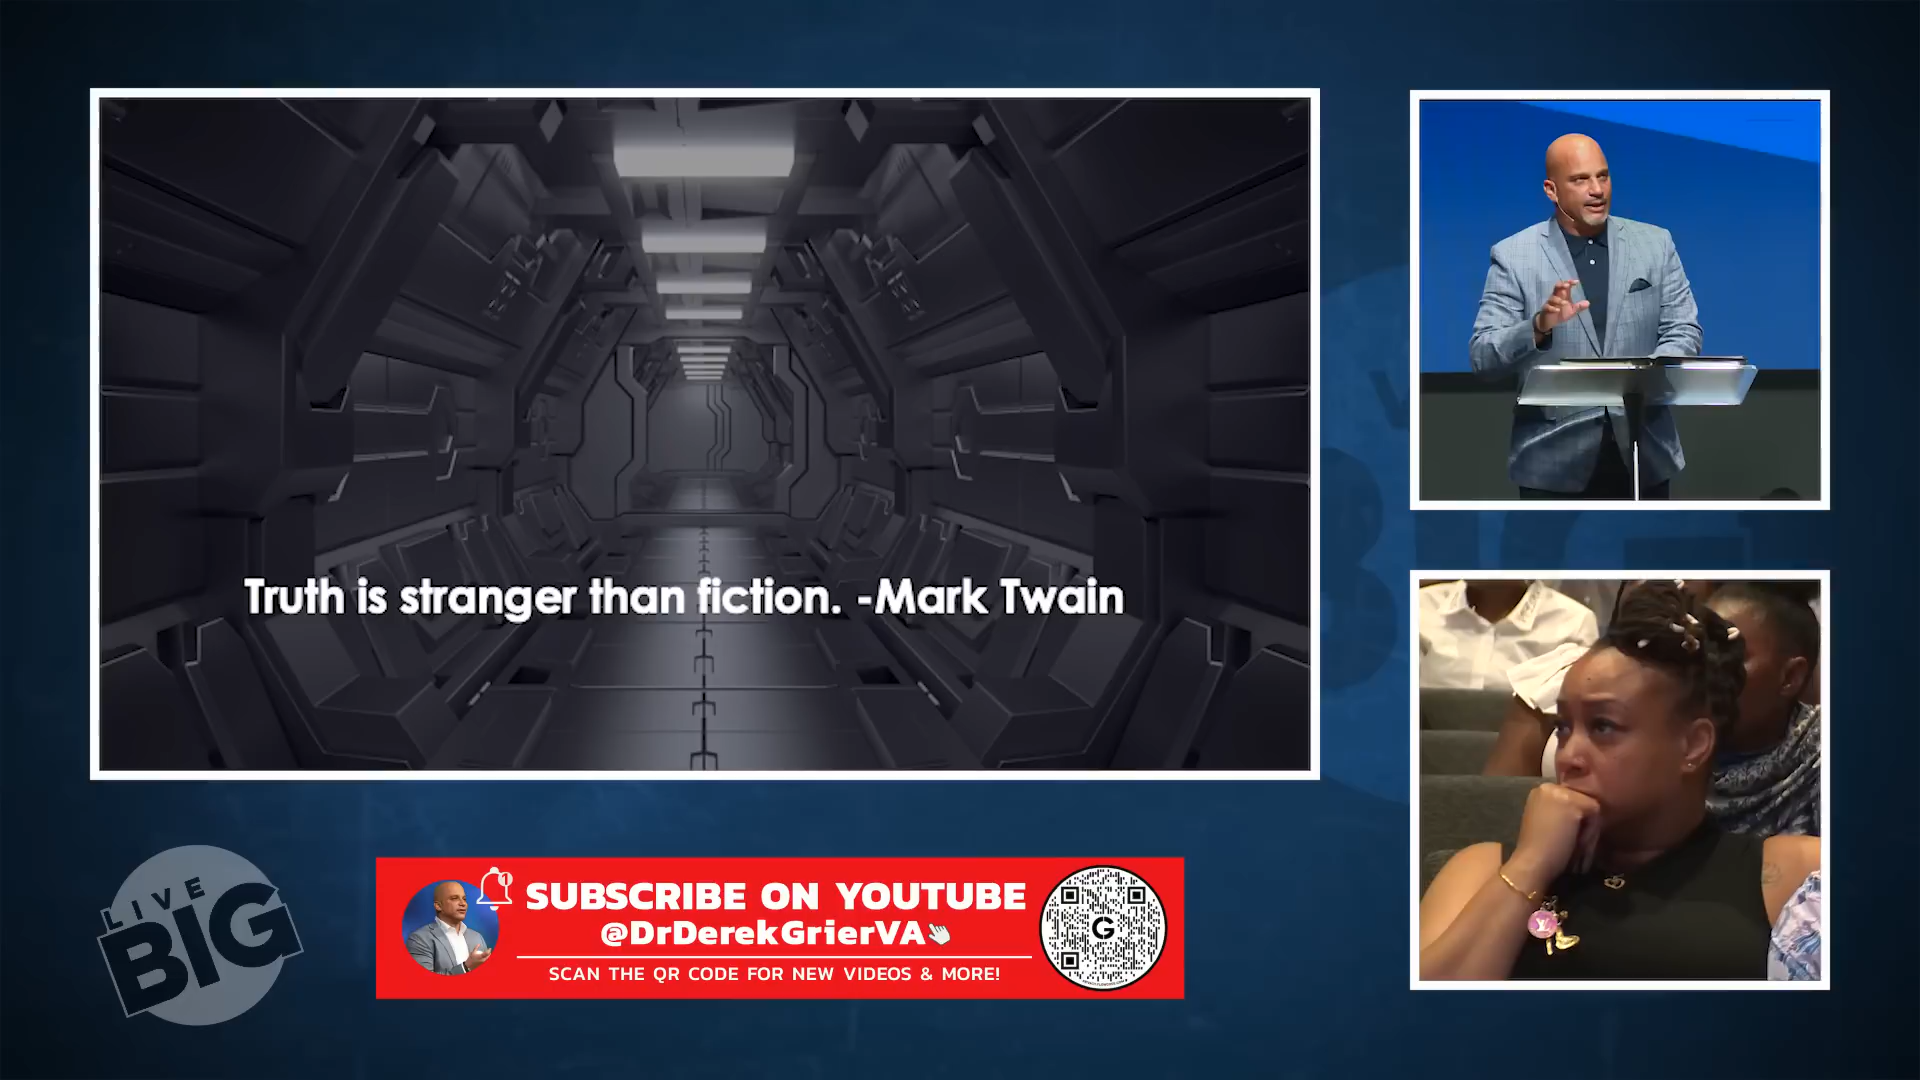 Truth is stranger than fiction. -Mark Twain
LIVE
BIG
1
SUBSCRIBE ON YOUTUBE
@DrDerekGrierVA
SCAN THE QR CODE FOR NEW VIDEOS & MORE!
G